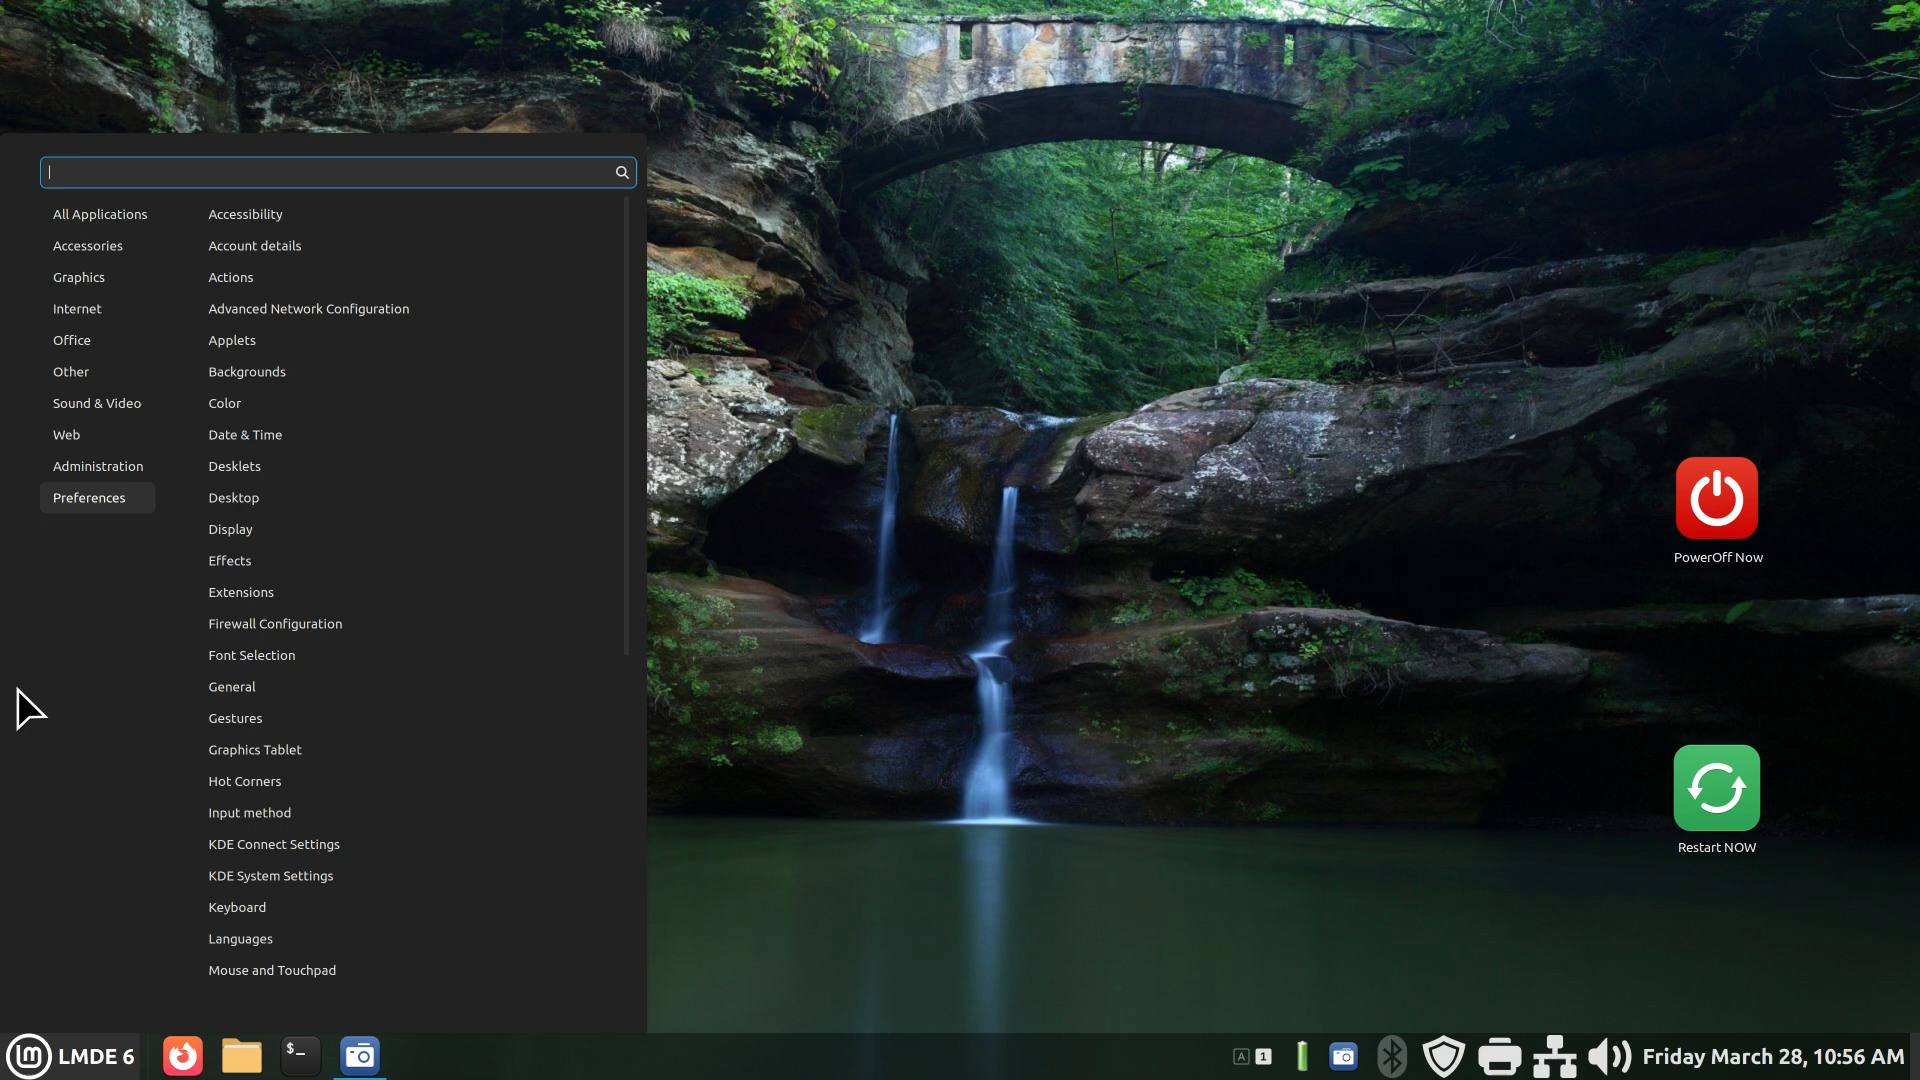 All Applications
Accessories
Graphics
Internet
Office
Other
Sound & Video
Web
Administration
Preferences
Accessibility
Account details
Actions
Advanced Network Configuration
Applets
Backgrounds
Color
Date & Time
Desklets
Desktop
Display
Effects
Extensions
Firewall Configuration
Font Selection
General
Gestures
Graphics Tablet
Hot Corners
Input method
KDE Connect Settings
KDE System Settings
Keyboard
Languages
Mouse and Touchpad
PowerOff Now
Restart NOW
LMDE 6
$_
A 1
Friday March 28, 10:56 AM